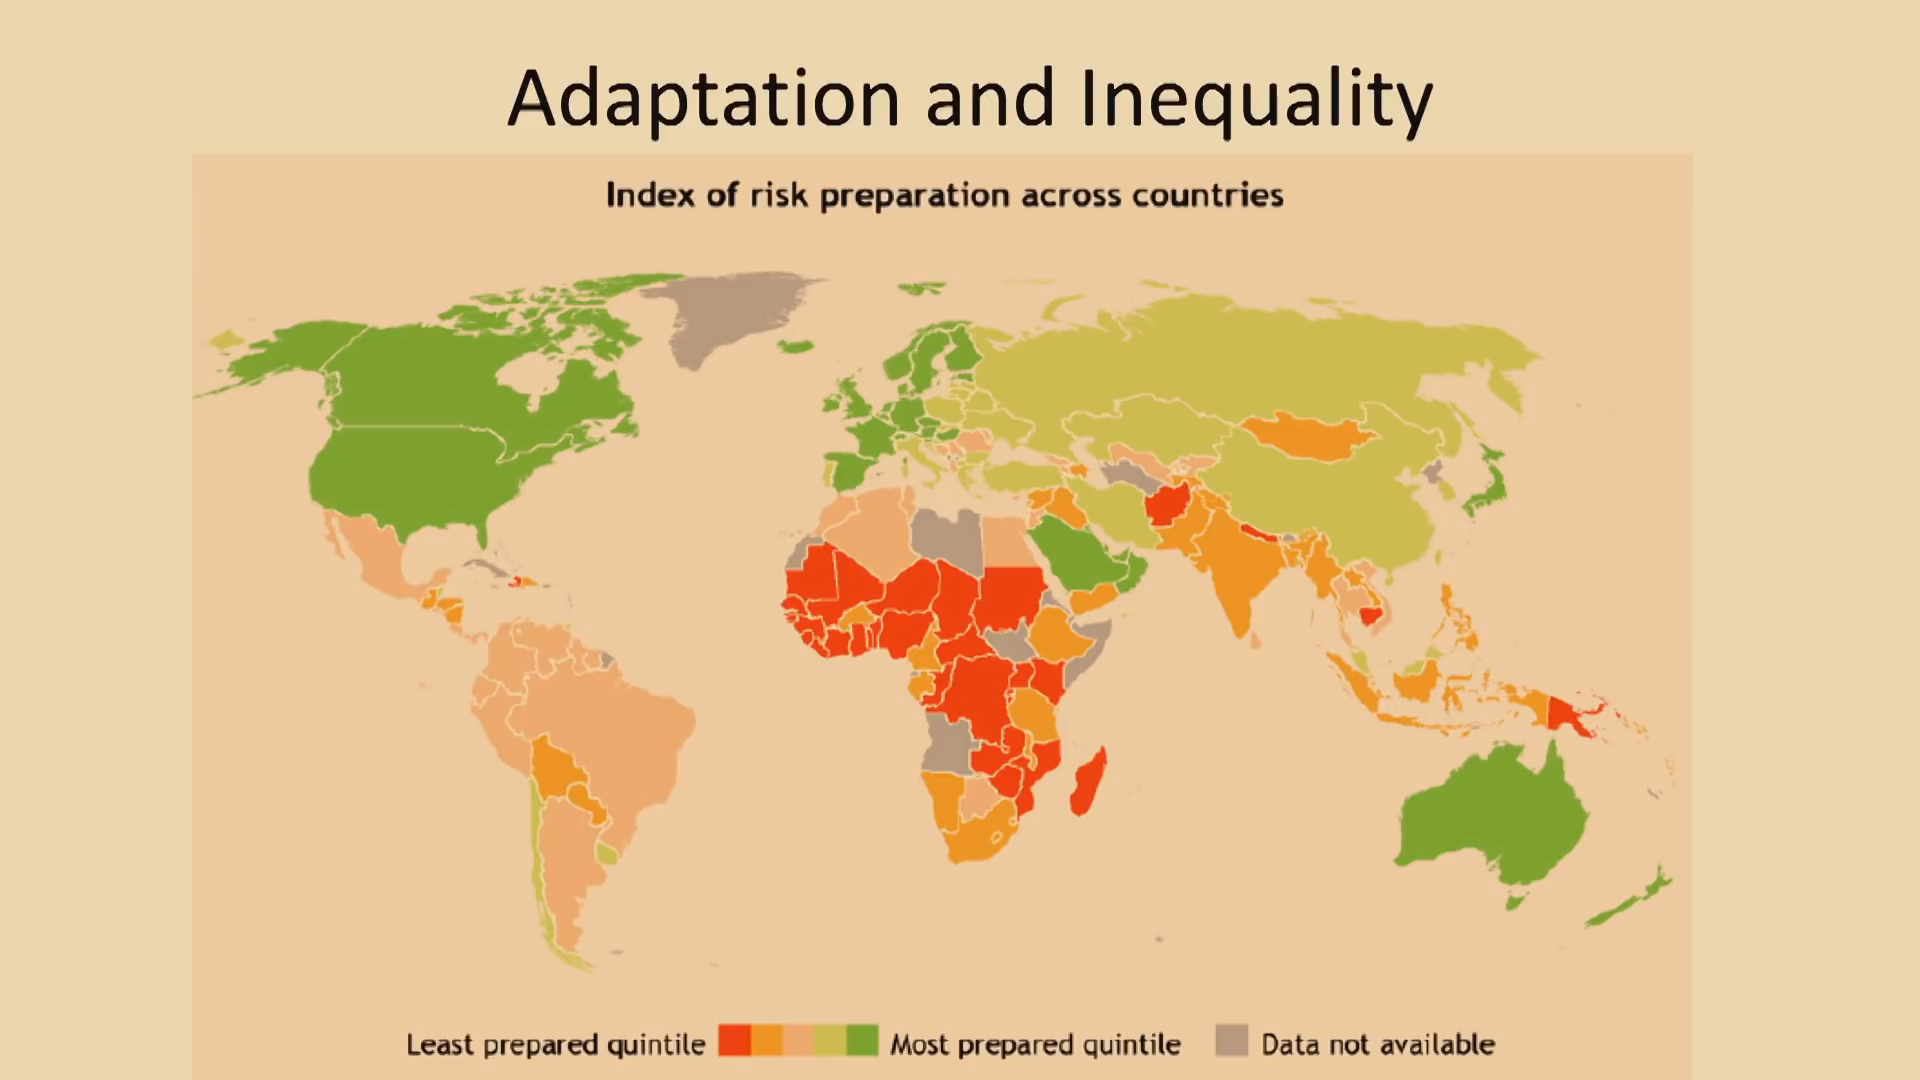 Adaptation and Inequality
Index of risk preparation across countries
Least prepared quintile Most prepared quintile Data not available